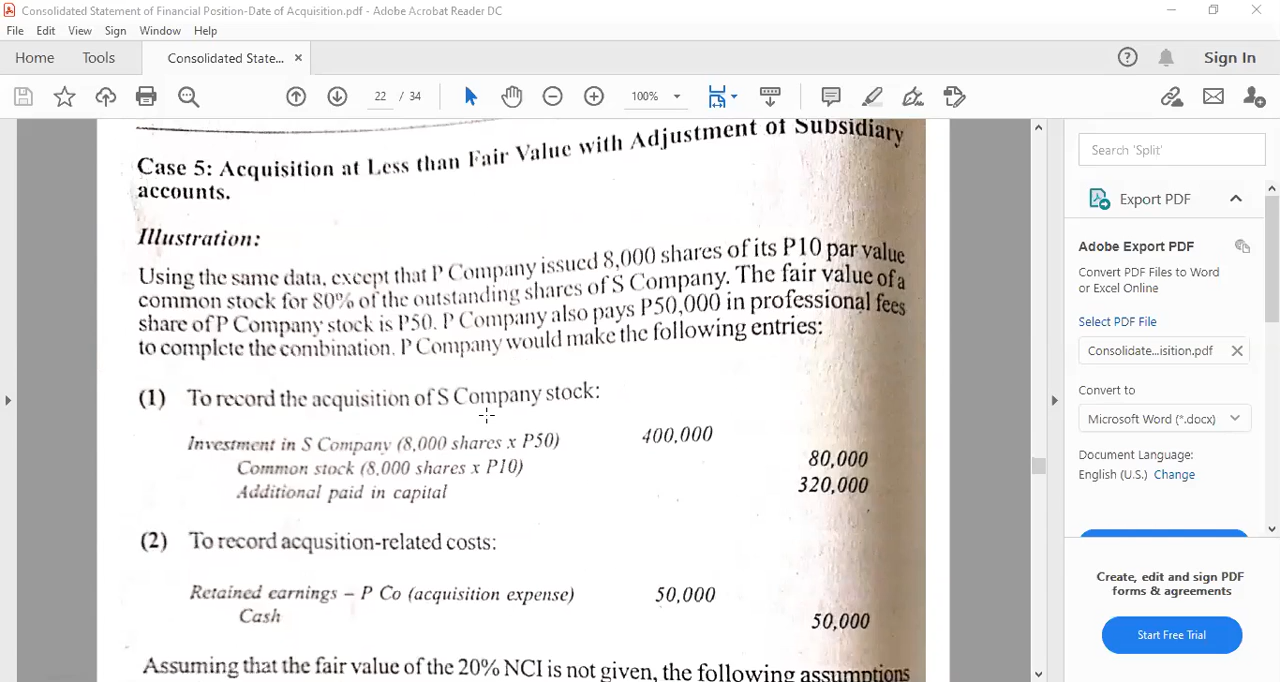 Consolidated Statement of Financial Position-Date of Acquisition.pdf - Adobe Acrobat Reader DC
File Edit View Sign Window Help
Home Tools Consolidated State... × Sign In
22 / 34 100%
Case 5: Acquisition at Less than Fair Value with Adjustment of Subsidiary
accounts.
Illustration:
Using the same data, except that P Company issued 8,000 shares of its P10 par value
common stock for 80% of the outstanding shares of S Company. The fair value of a
share of P Company stock is P50. P Company also pays P50,000 in professional fees
to complete the combination. P Company would make the following entries:
(1) To record the acquisition of S Company stock:
Investment in S Company (8,000 shares x P50) 400,000
Common stock (8,000 shares x P10) 80,000
Additional paid in capital 320,000
(2) To record acqusition-related costs:
Retained earnings – P Co (acquisition expense) 50,000
Cash 50,000
Assuming that the fair value of the 20% NCI is not given, the following assumptions
Search 'Split'
Export PDF
Adobe Export PDF
Convert PDF Files to Word
or Excel Online
Select PDF File
Consolidate...isition.pdf
Convert to
Microsoft Word (*.docx)
Document Language:
English (U.S.) Change
Create, edit and sign PDF
forms & agreements
Start Free Trial